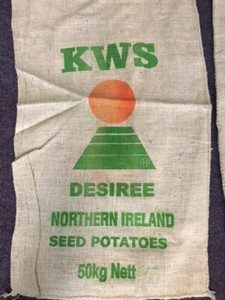 KWS
®
DESIREE
NORTHERN IRELAND
SEED POTATOES
50kg Nett